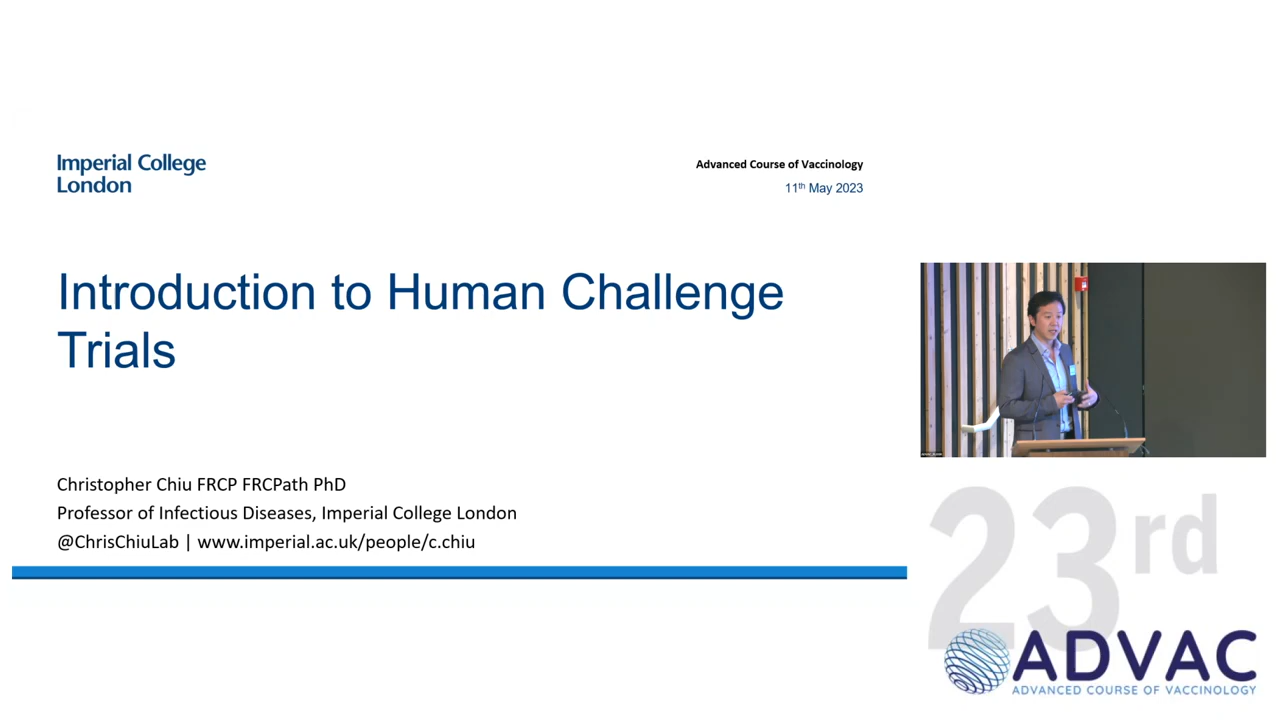 Imperial College
London
Advanced Course of Vaccinology
11th May 2023
Introduction to Human Challenge
Trials
Christopher Chiu FRCP FRCPath PhD
Professor of Infectious Diseases, Imperial College London
@ChrisChiuLab | www.imperial.ac.uk/people/c.chiu
23rd
ADVAC
ADVANCED COURSE OF VACCINOLOGY